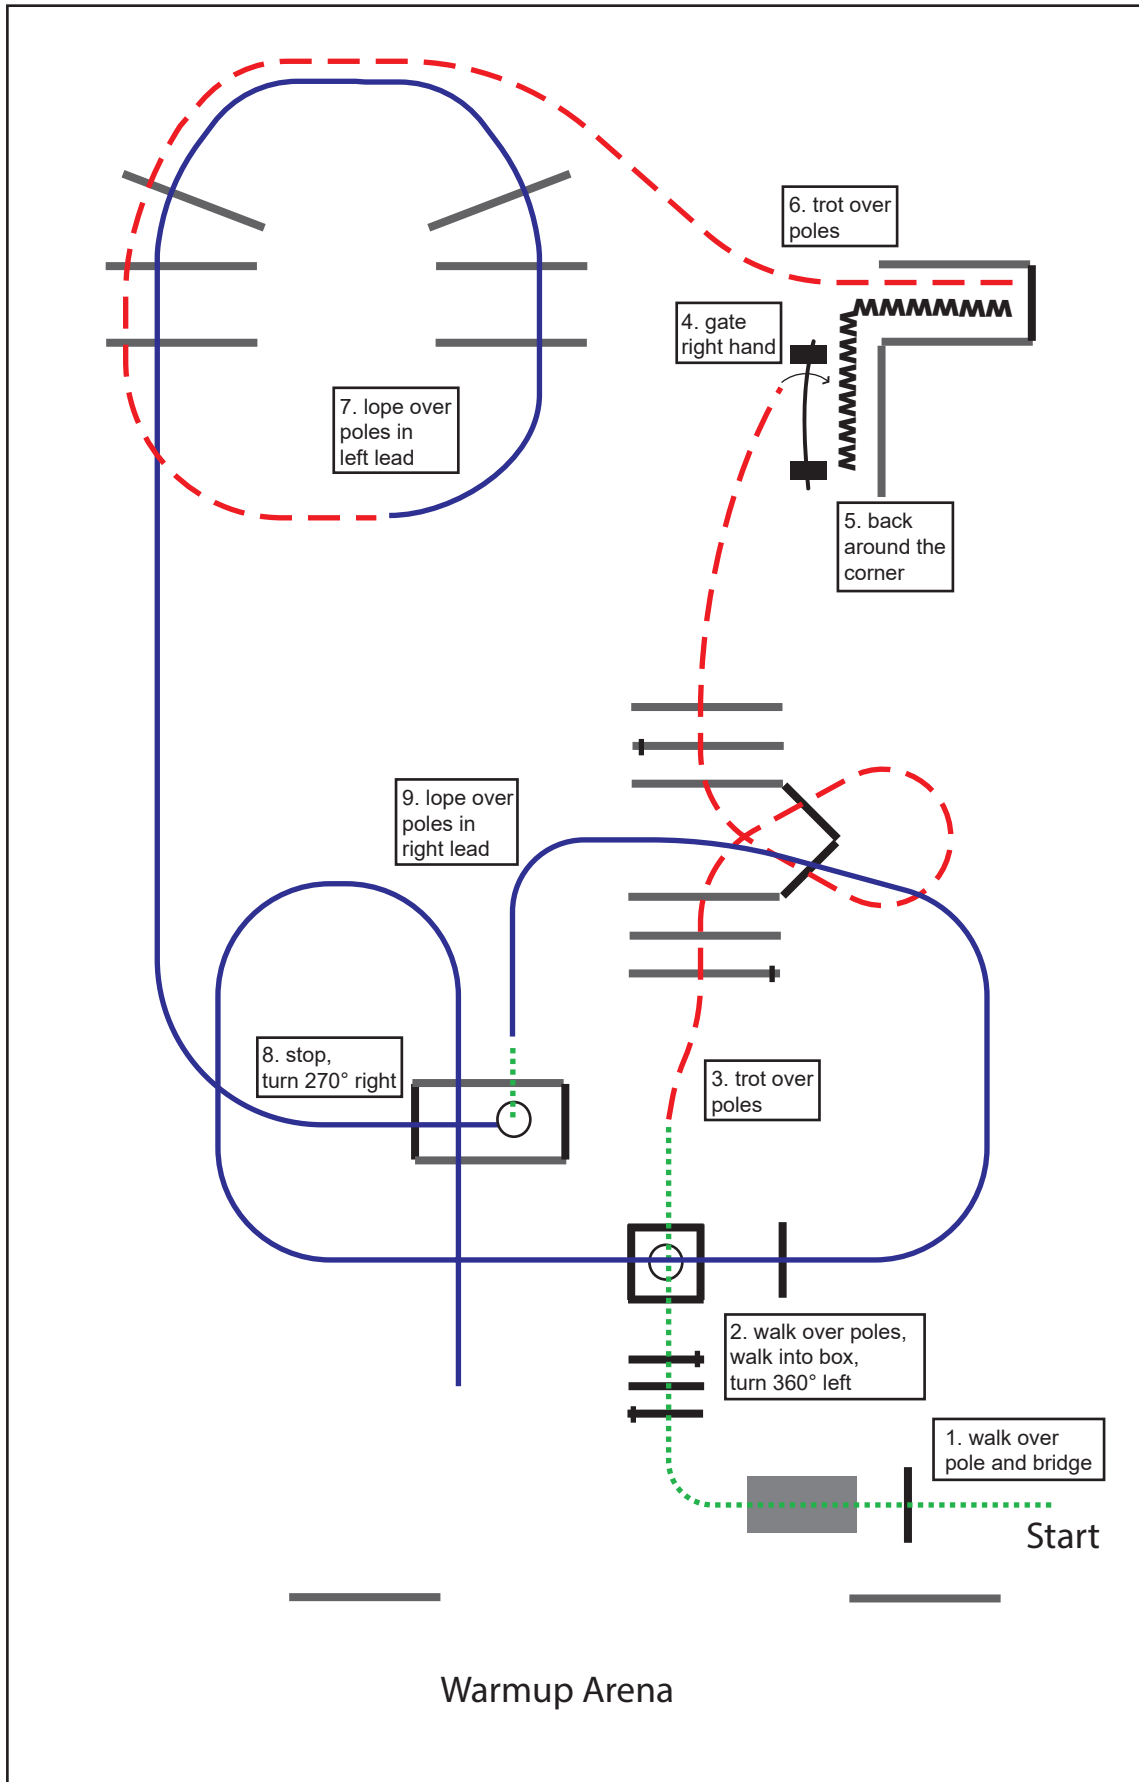 6. trot over
poles
4. gate
right hand
7. lope over
poles in
left lead
5. back
around the
corner
9. lope over
poles in
right lead
8. stop,
turn 270° right
3. trot over
poles
2. walk over poles,
walk into box,
turn 360° left
1. walk over
pole and bridge
Start
Warmup Arena